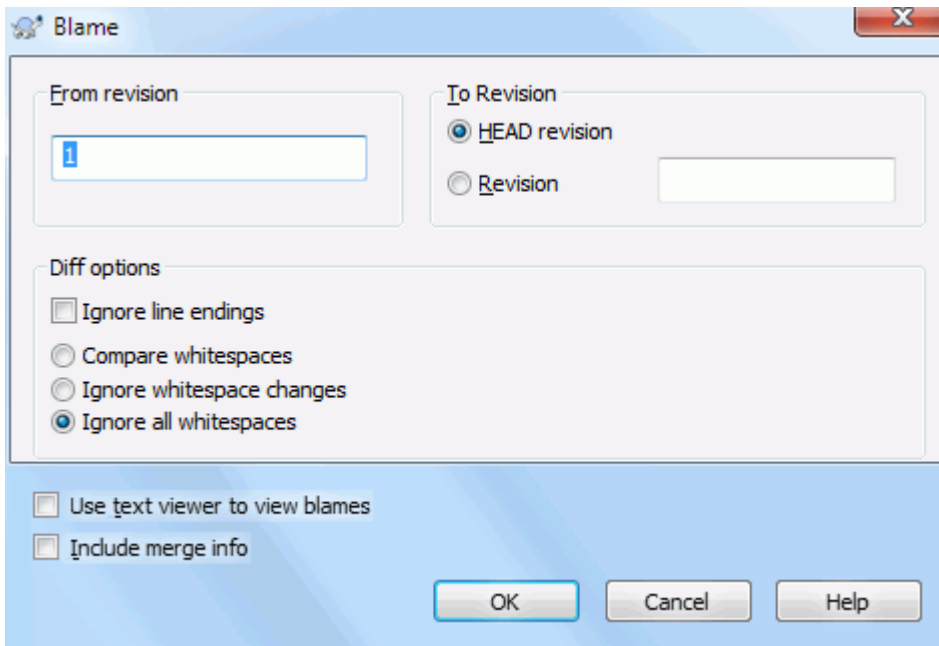 Blame
From revision
1
To Revision
HEAD revision
Revision
Diff options
Ignore line endings
Compare whitespaces
Ignore whitespace changes
Ignore all whitespaces
Use text viewer to view blames
Include merge info
OK Cancel Help